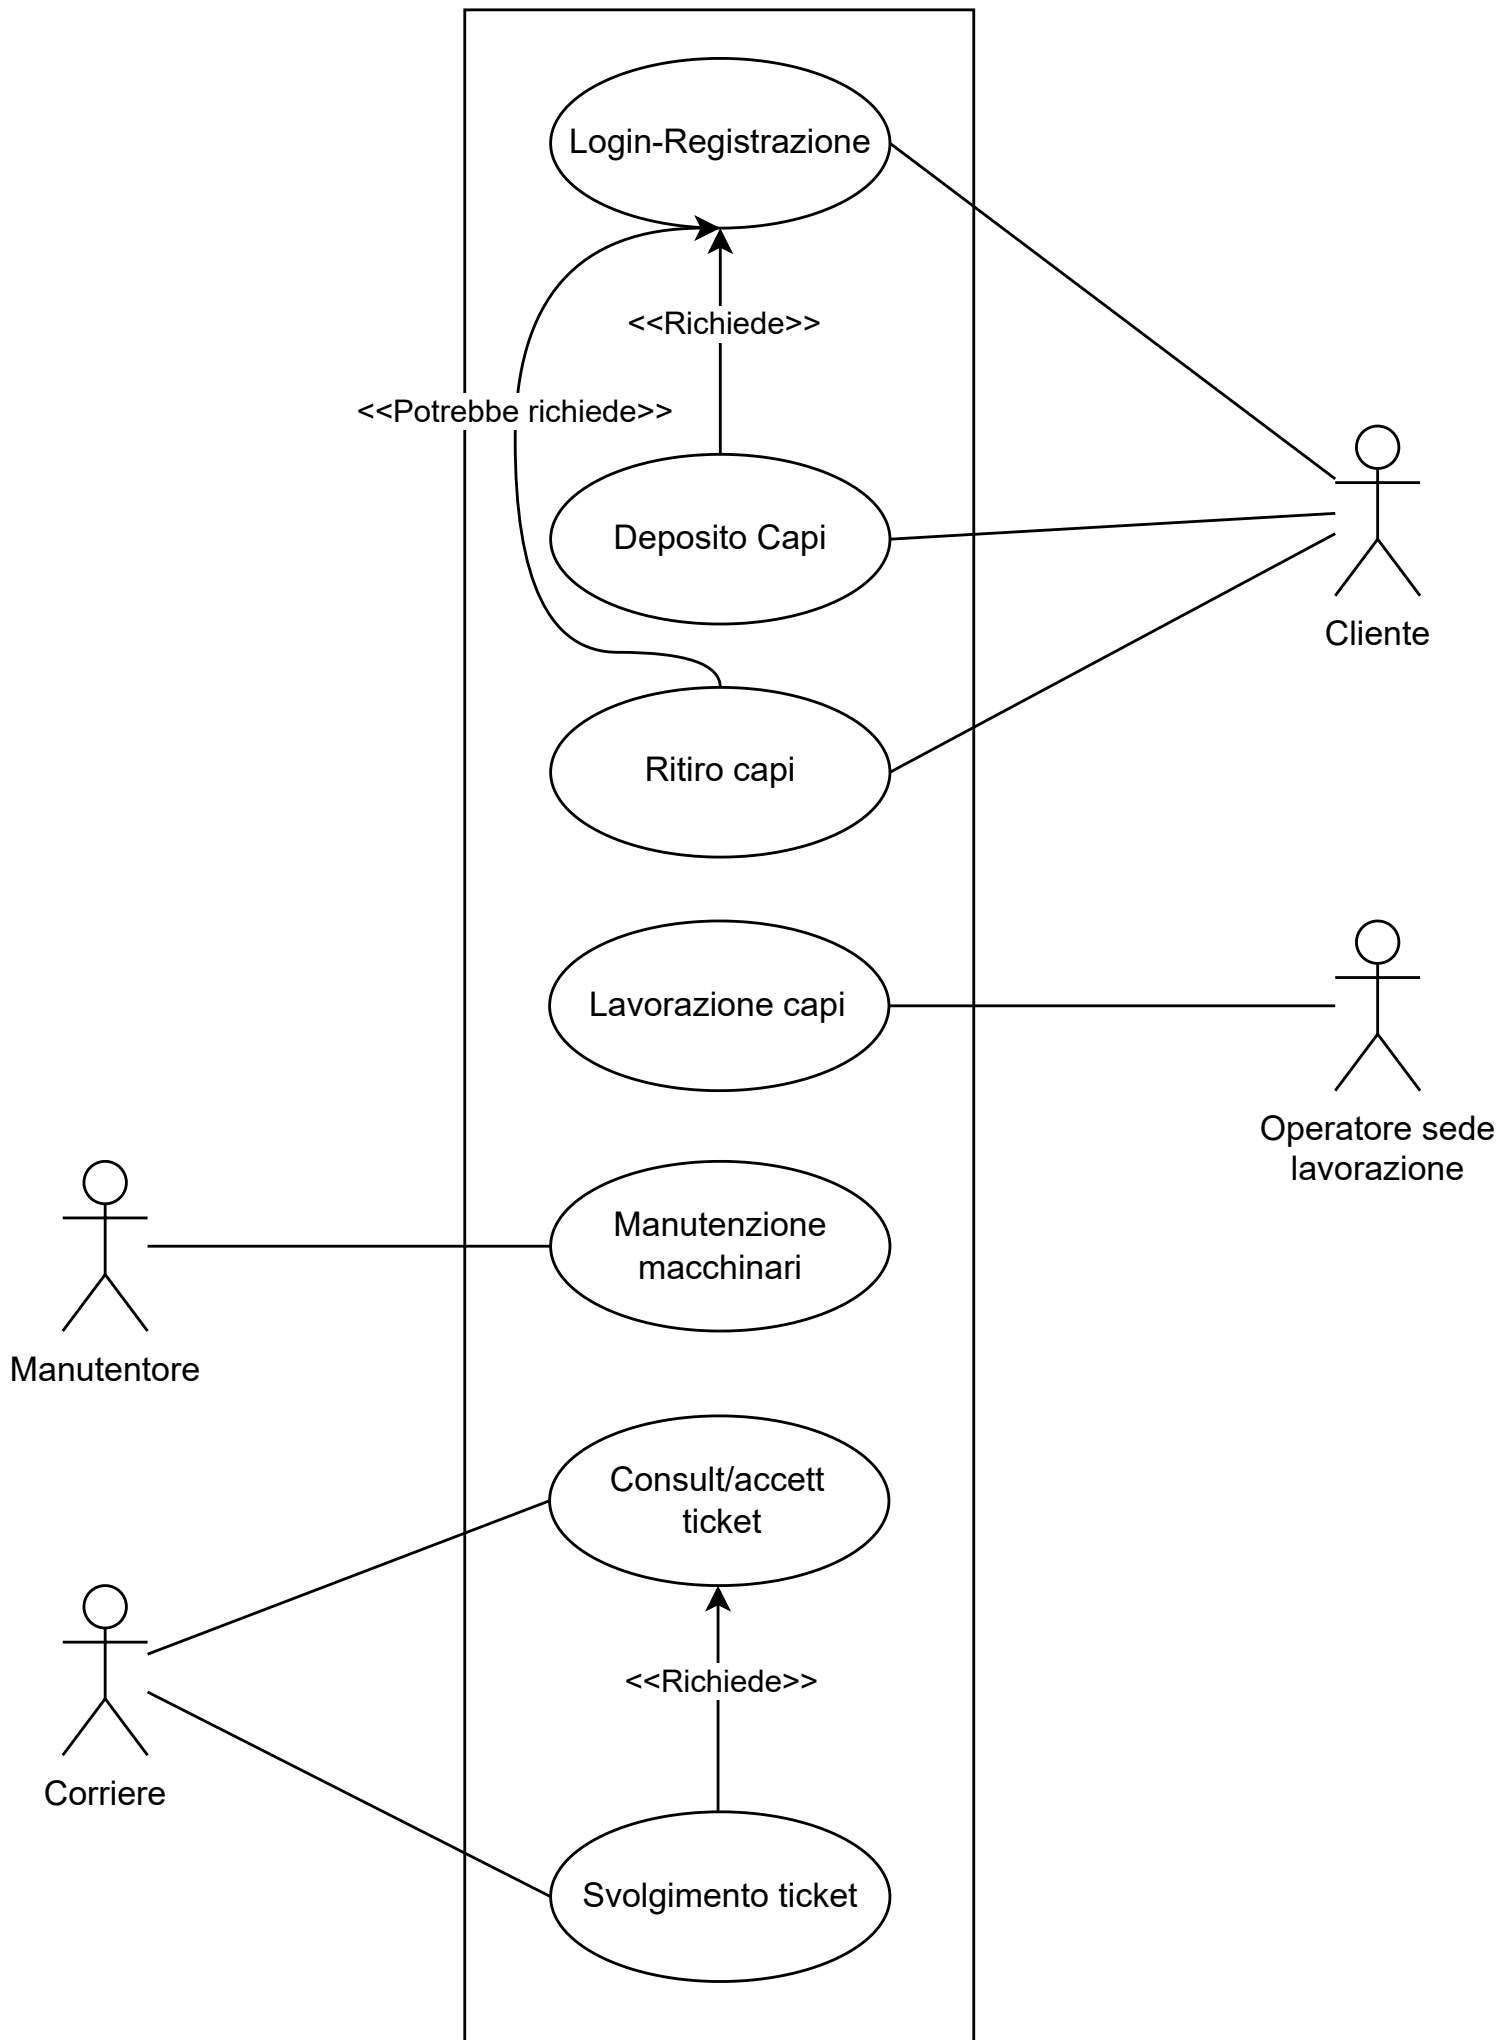 Login-Registrazione
<<Richiede>>
<<Potrebbe richiede>>
Deposito Capi
Cliente
Ritiro capi
Lavorazione capi
Operatore sede
lavorazione
Manutenzione
macchinari
Manutentore
Consult/accett
ticket
<<Richiede>>
Corriere
Svolgimento ticket